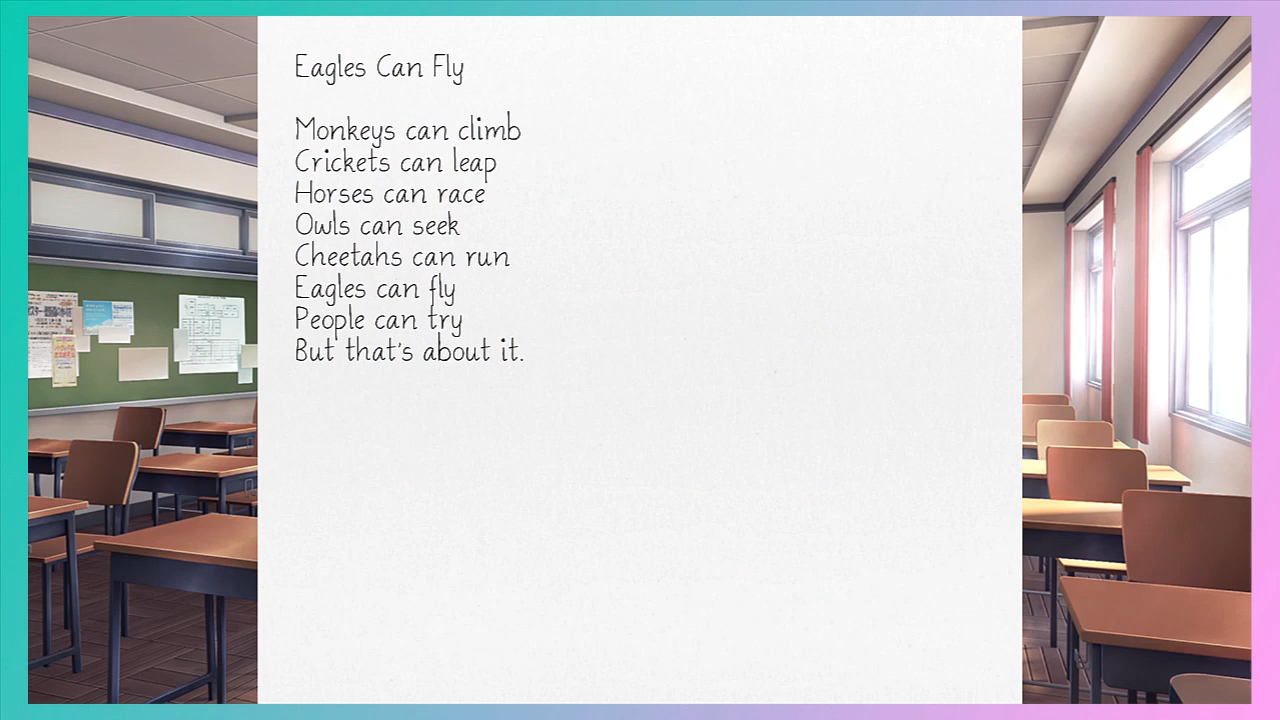 Eagles Can Fly
Monkeys can climb
Crickets can leap
Horses can race
Owls can seek
Cheetahs can run
Eagles can fly
People can try
But that's about it.